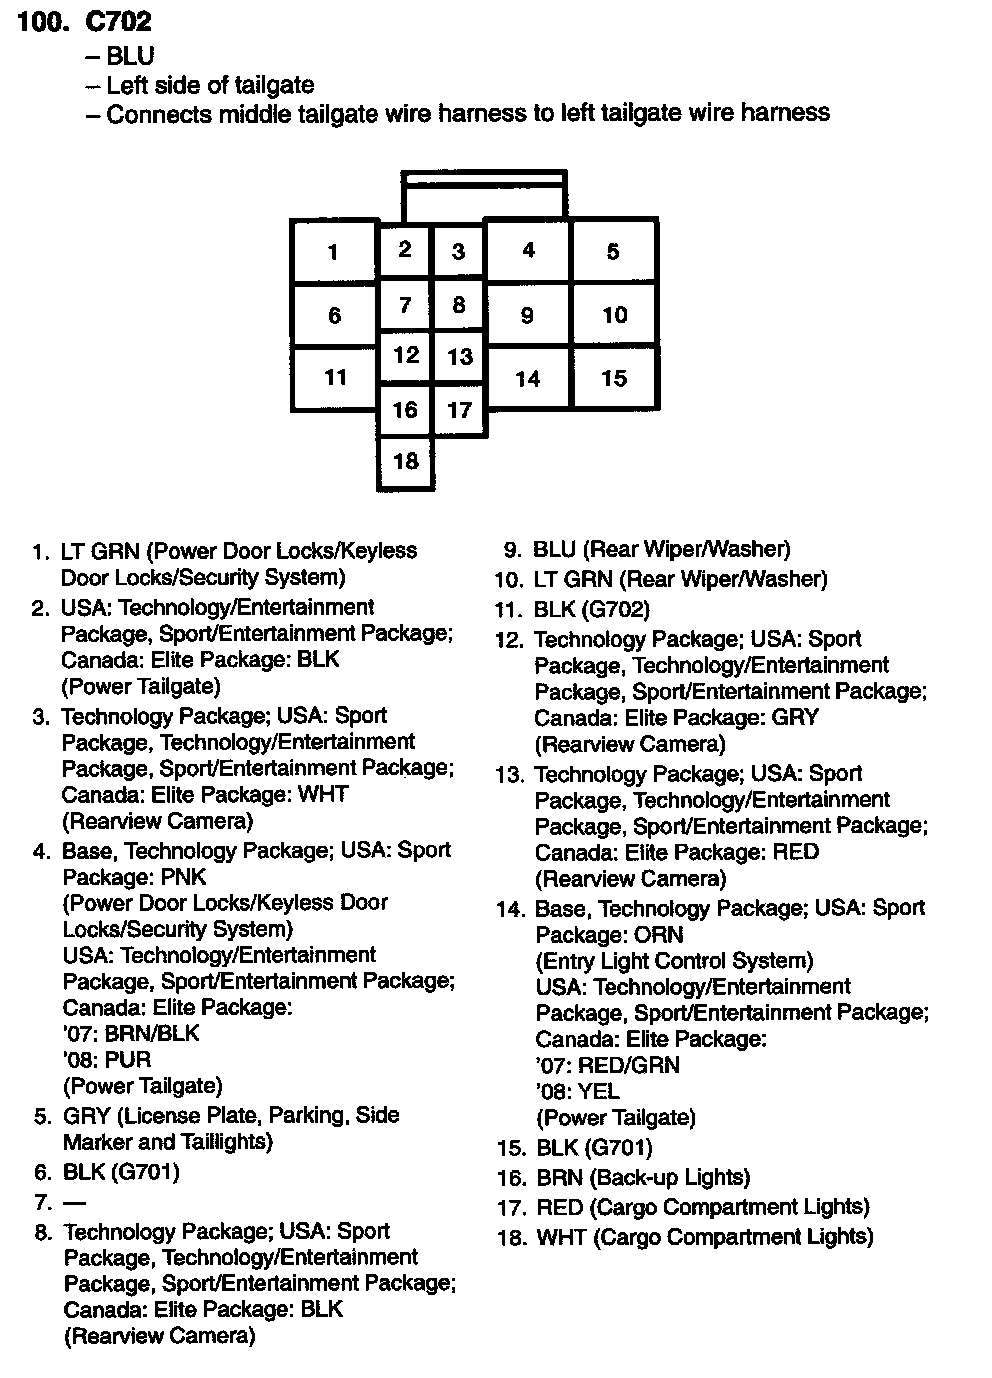 100. C702
– BLU
– Left side of tailgate
– Connects middle tailgate wire harness to left tailgate wire harness
1 2 3 4 5
6 7 8 9 10
11 12 13 14 15
16 17
18
1. LT GRN (Power Door Locks/Keyless
Door Locks/Security System)
2. USA: Technology/Entertainment
Package, Sport/Entertainment Package;
Canada: Elite Package: BLK
(Power Tailgate)
3. Technology Package; USA: Sport
Package, Technology/Entertainment
Package, Sport/Entertainment Package;
Canada: Elite Package: WHT
(Rearview Camera)
4. Base, Technology Package; USA: Sport
Package: PNK
(Power Door Locks/Keyless Door
Locks/Security System)
USA: Technology/Entertainment
Package, Sport/Entertainment Package;
Canada: Elite Package:
'07: BRN/BLK
'08: PUR
(Power Tailgate)
5. GRY (License Plate, Parking, Side
Marker and Taillights)
6. BLK (G701)
7. —
8. Technology Package; USA: Sport
Package, Technology/Entertainment
Package, Sport/Entertainment Package;
Canada: Elite Package: BLK
(Rearview Camera)
9. BLU (Rear Wiper/Washer)
10. LT GRN (Rear Wiper/Washer)
11. BLK (G702)
12. Technology Package; USA: Sport
Package, Technology/Entertainment
Package, Sport/Entertainment Package;
Canada: Elite Package: GRY
(Rearview Camera)
13. Technology Package; USA: Sport
Package, Technology/Entertainment
Package, Sport/Entertainment Package;
Canada: Elite Package: RED
(Rearview Camera)
14. Base, Technology Package; USA: Sport
Package: ORN
(Entry Light Control System)
USA: Technology/Entertainment
Package, Sport/Entertainment Package;
Canada: Elite Package:
'07: RED/GRN
'08: YEL
(Power Tailgate)
15. BLK (G701)
16. BRN (Back-up Lights)
17. RED (Cargo Compartment Lights)
18. WHT (Cargo Compartment Lights)